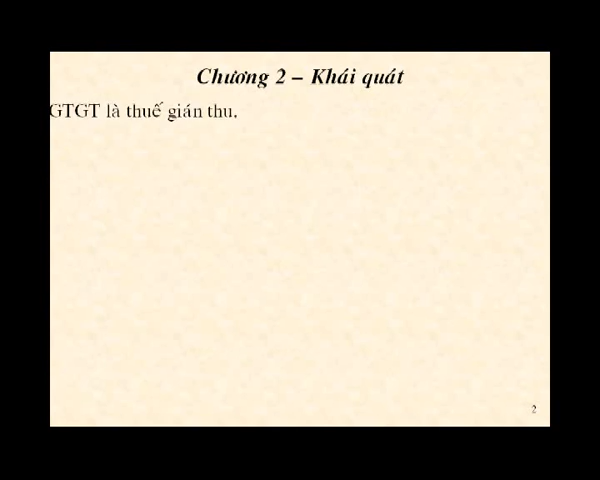 Chương 2 – Khái quát
GTGT là thuế gián thu,
2